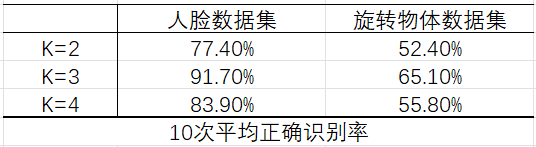 人脸数据集 旋转物体数据集
K=2 77.40% 52.40%
K=3 91.70% 65.10%
K=4 83.90% 55.80%
10次平均正确识别率